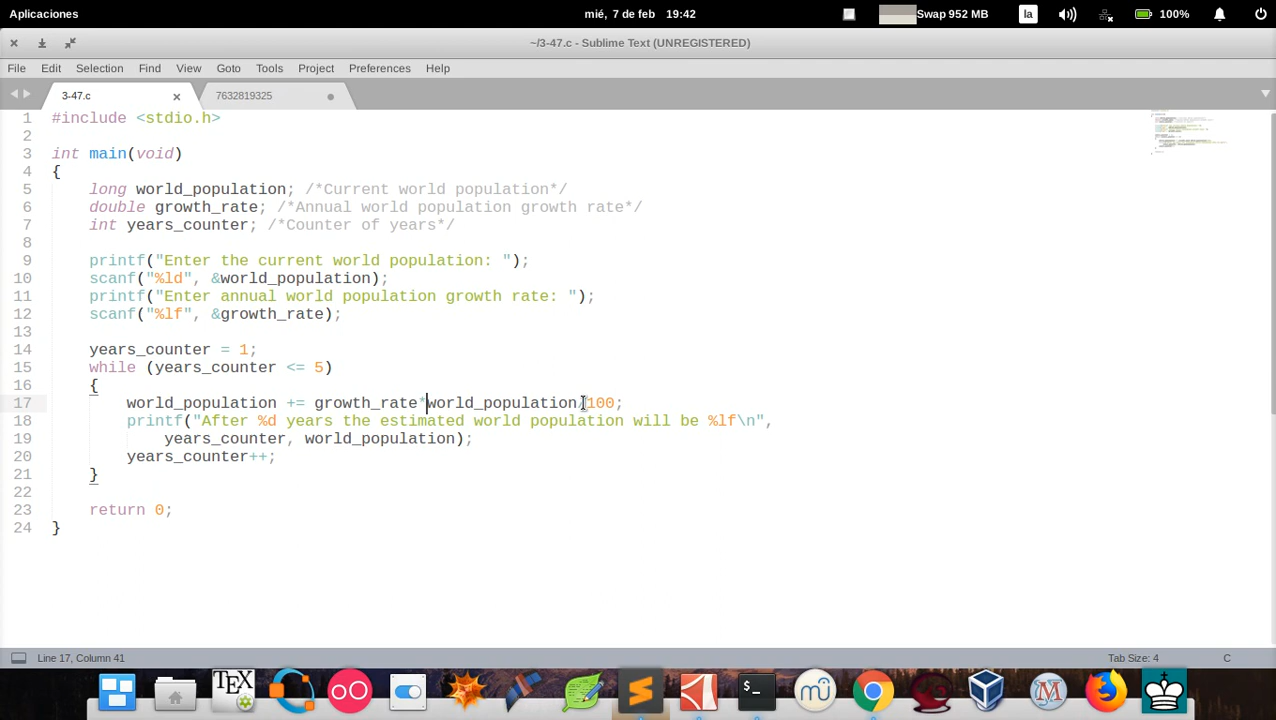 Aplicaciones
mié, 7 de feb 19:42
Swap 952 MB
la
100%
~/3-47.c - Sublime Text (UNREGISTERED)
File Edit Selection Find View Goto Tools Project Preferences Help
3-47.c
7632819325
1 #include <stdio.h>
2
3 int main(void)
4 {
5     long world_population; /*Current world population*/
6     double growth_rate; /*Annual world population growth rate*/
7     int years_counter; /*Counter of years*/
8
9     printf("Enter the current world population: ");
10     scanf("%ld", &world_population);
11     printf("Enter annual world population growth rate: ");
12     scanf("%lf", &growth_rate);
13
14     years_counter = 1;
15     while (years_counter <= 5)
16     {
17         world_population += growth_rate*world_population/100;
18         printf("After %d years the estimated world population will be %lf\n",
19             years_counter, world_population);
20         years_counter++;
21     }
22
23     return 0;
24 }
Line 17, Column 41
Tab Size: 4
C
TEX
>_
mü
M